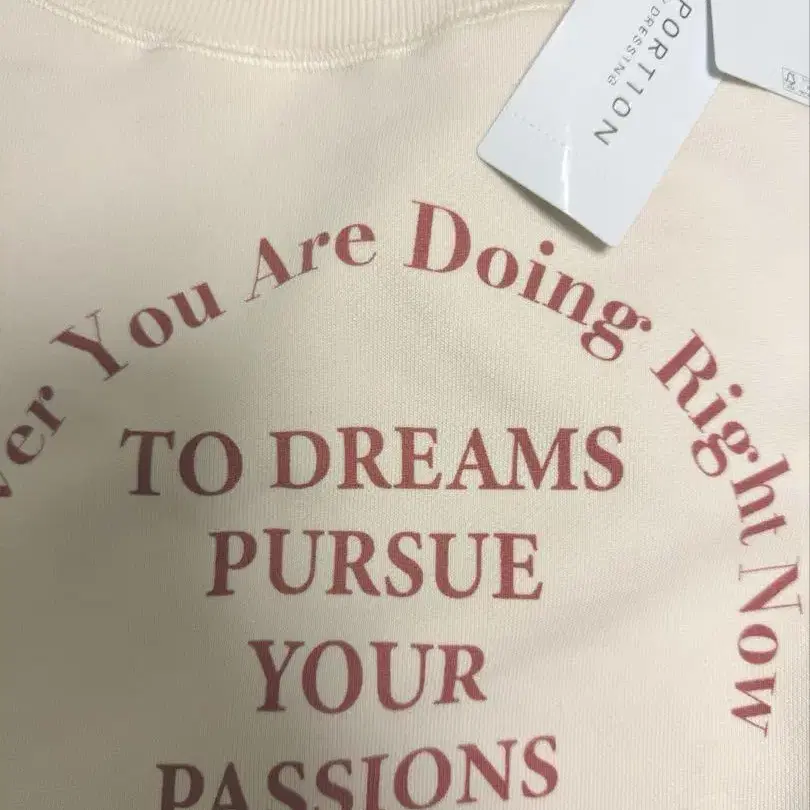 PORTION
DRESSING
ver You Are Doing Right Now
TO DREAMS
PURSUE
YOUR
PASSIONS